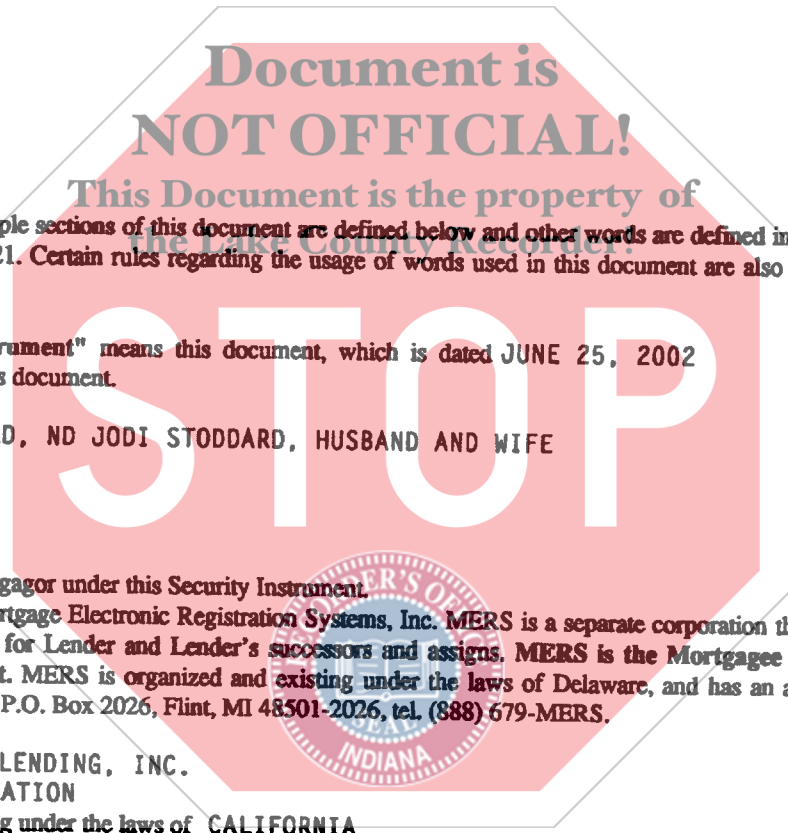 Document is
NOT OFFICIAL!
This Document is the property of
the Lake County Recorder!
ple sections of this document are defined below and other words are defined in
21. Certain rules regarding the usage of words used in this document are also
rument" means this document, which is dated JUNE 25, 2002
s document.
D, ND JODI STODDARD, HUSBAND AND WIFE
STOP
gagor under this Security Instrument.
rtgage Electronic Registration Systems, Inc. MERS is a separate corporation th
for Lender and Lender's successors and assigns. MERS is the Mortgagee
t. MERS is organized and existing under the laws of Delaware, and has an a
P.O. Box 2026, Flint, MI 48501-2026, tel. (888) 679-MERS.
RECORDER'S OFFICE
SEAL
INDIANA
LENDING, INC.
ATION
g under the laws of CALIFORNIA